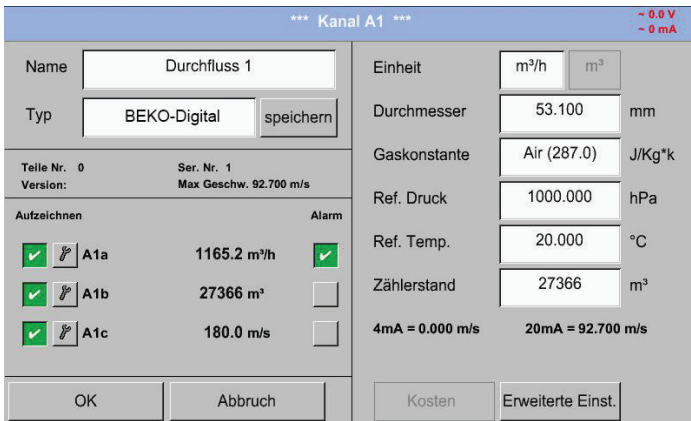 *** Kanal A1 ***
~ 0.0 V
~ 0 mA
Name Durchfluss 1
Typ BEKO-Digital speichern
Teile Nr. 0 Ser. Nr. 1
Version: Max Geschw. 92.700 m/s
Aufzeichnen Alarm
A1a 1165.2 m³/h
A1b 27366 m³
A1c 180.0 m/s
OK Abbruch
Einheit m³/h m³
Durchmesser 53.100 mm
Gaskonstante Air (287.0) J/Kg*k
Ref. Druck 1000.000 hPa
Ref. Temp. 20.000 °C
Zählerstand 27366 m³
4mA = 0.000 m/s 20mA = 92.700 m/s
Kosten Erweiterte Einst.